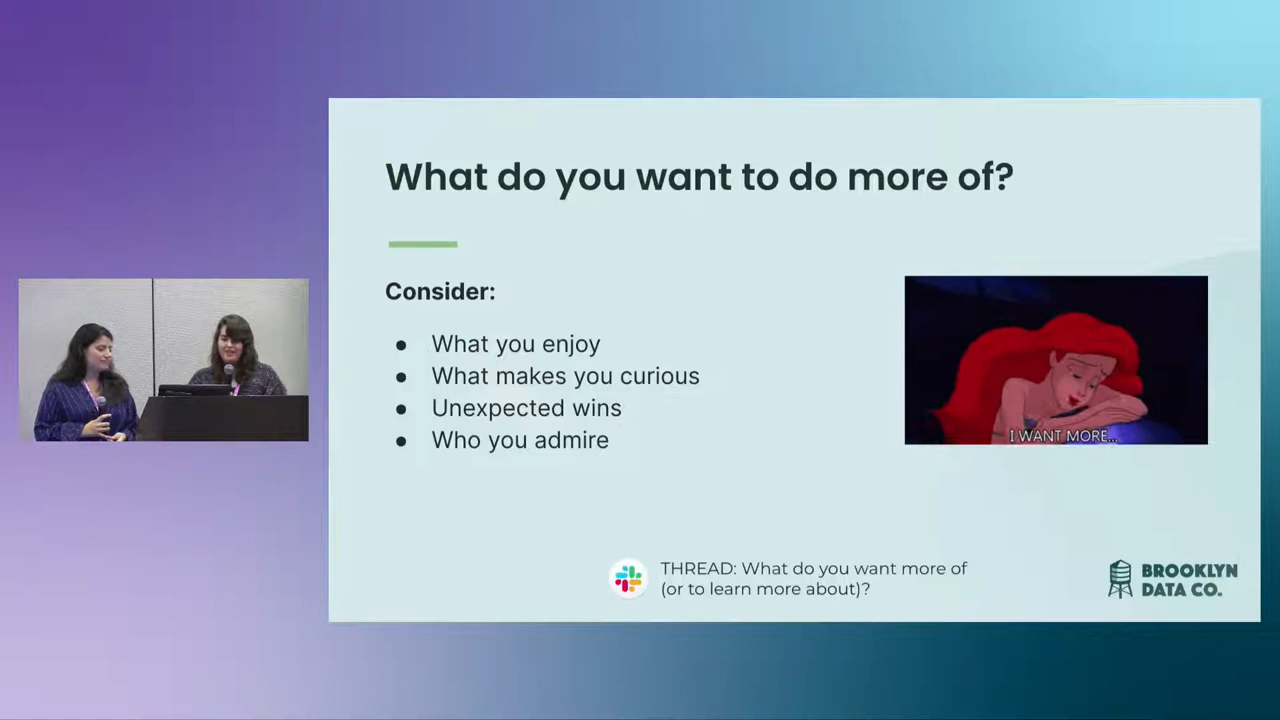 What do you want to do more of?
Consider:
● What you enjoy
● What makes you curious
● Unexpected wins
● Who you admire
I WANT MORE...
THREAD: What do you want more of
(or to learn more about)?
BROOKLYN
DATA CO.